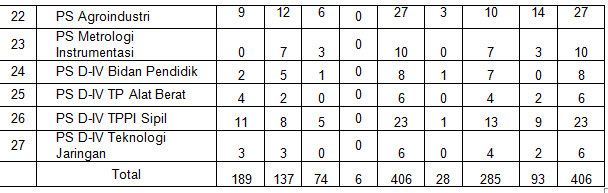 22 PS Agroindustri 9 12 6 0 27 3 10 14 27
23 PS Metrologi
Instrumentasi 0 7 3 0 10 0 7 3 10
24 PS D-IV Bidan Pendidik 2 5 1 0 8 1 7 0 8
25 PS D-IV TP Alat Berat 4 2 0 0 6 0 4 2 6
26 PS D-IV TPPI Sipil 11 8 5 0 23 1 13 9 23
27 PS D-IV Teknologi
Jaringan 3 3 0 0 6 0 4 2 6
Total 189 137 74 6 406 28 285 93 406